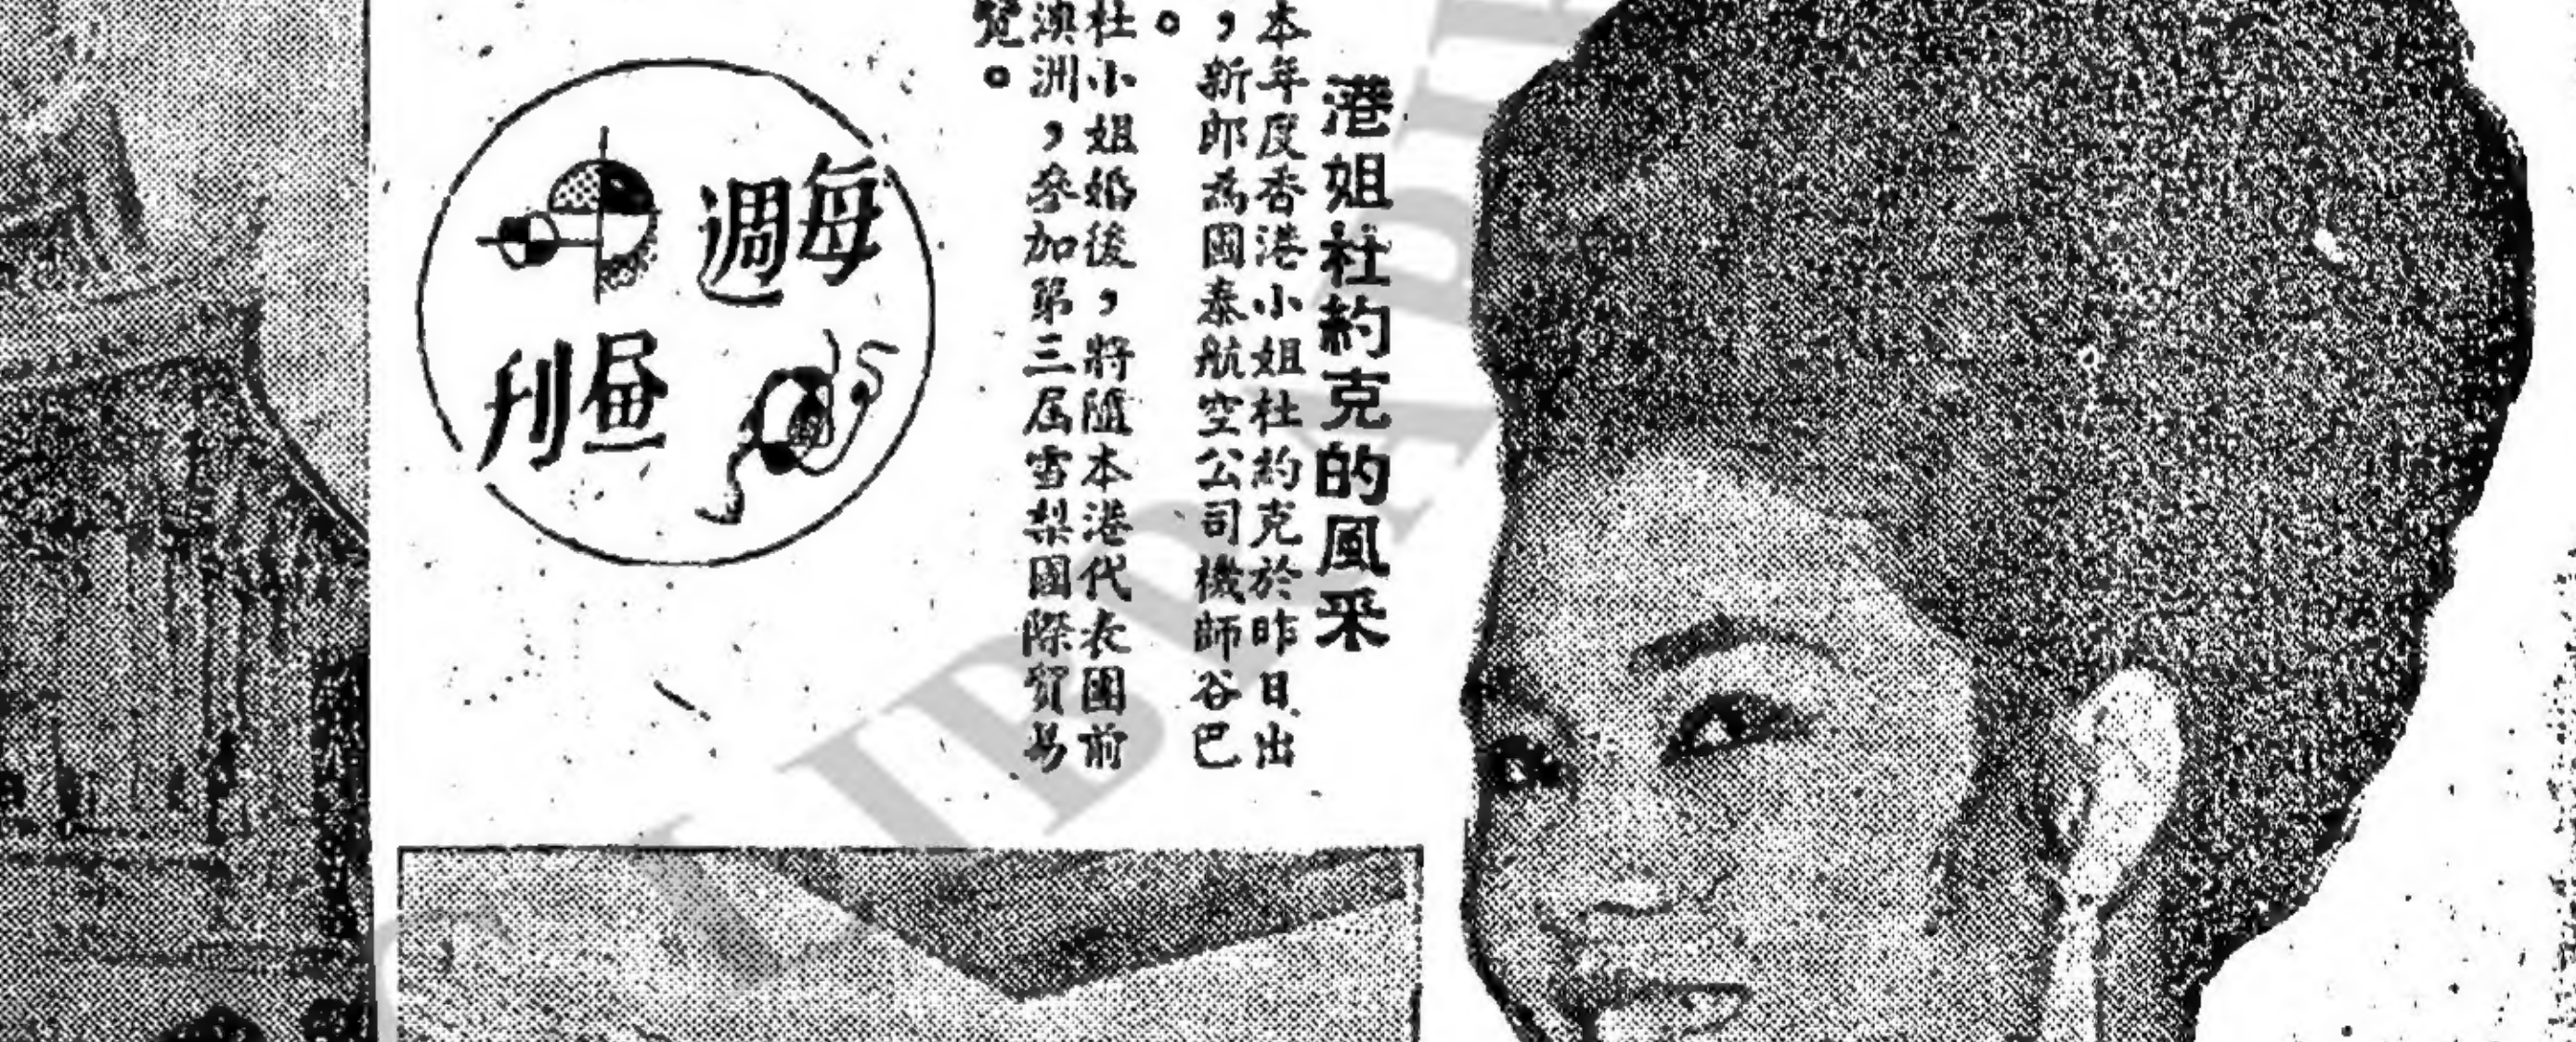 港姐杜約克的風采
本年度香港小姐杜約克於昨日出
，新郎為國泰航空公司機師谷巴
。
杜小姐婚後，將隨本港代表團前
澳洲，參加第三屆雪梨國際貿易
覽。
每週
畫刊